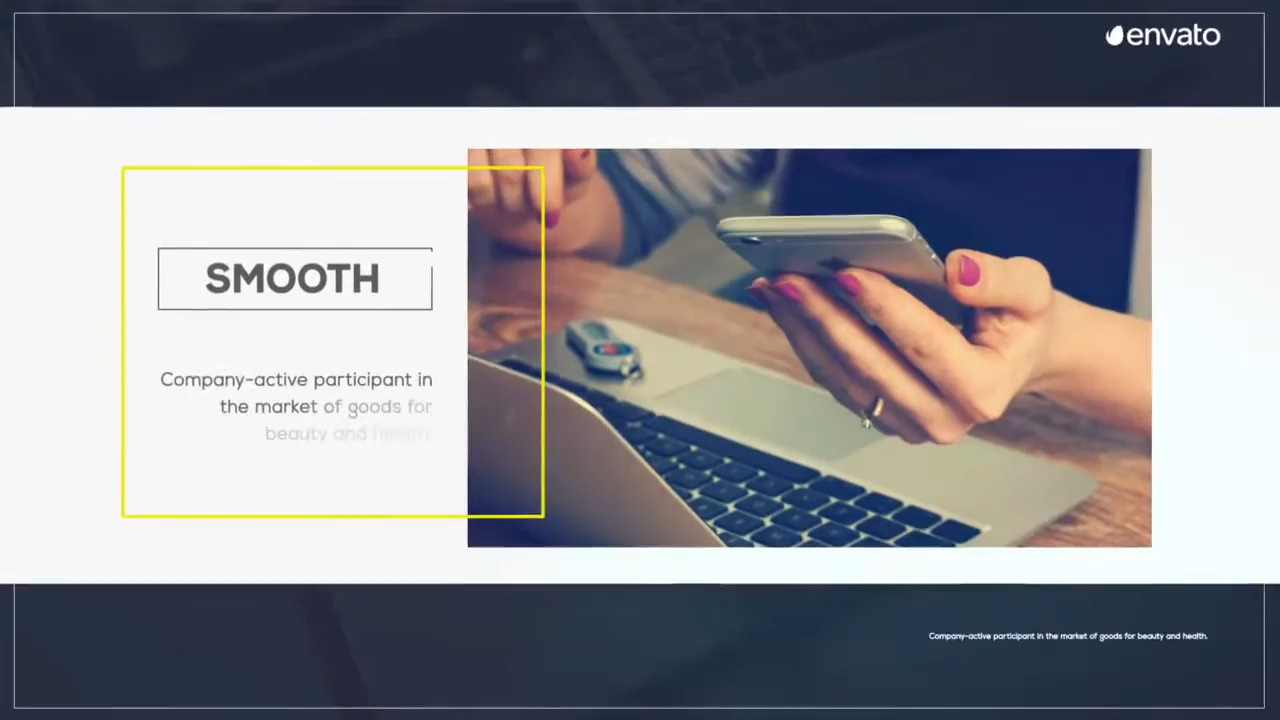 envato
SMOOTH
Company-active participant in
the market of goods for
beauty and health.
Company-active participant in the market of goods for beauty and health.